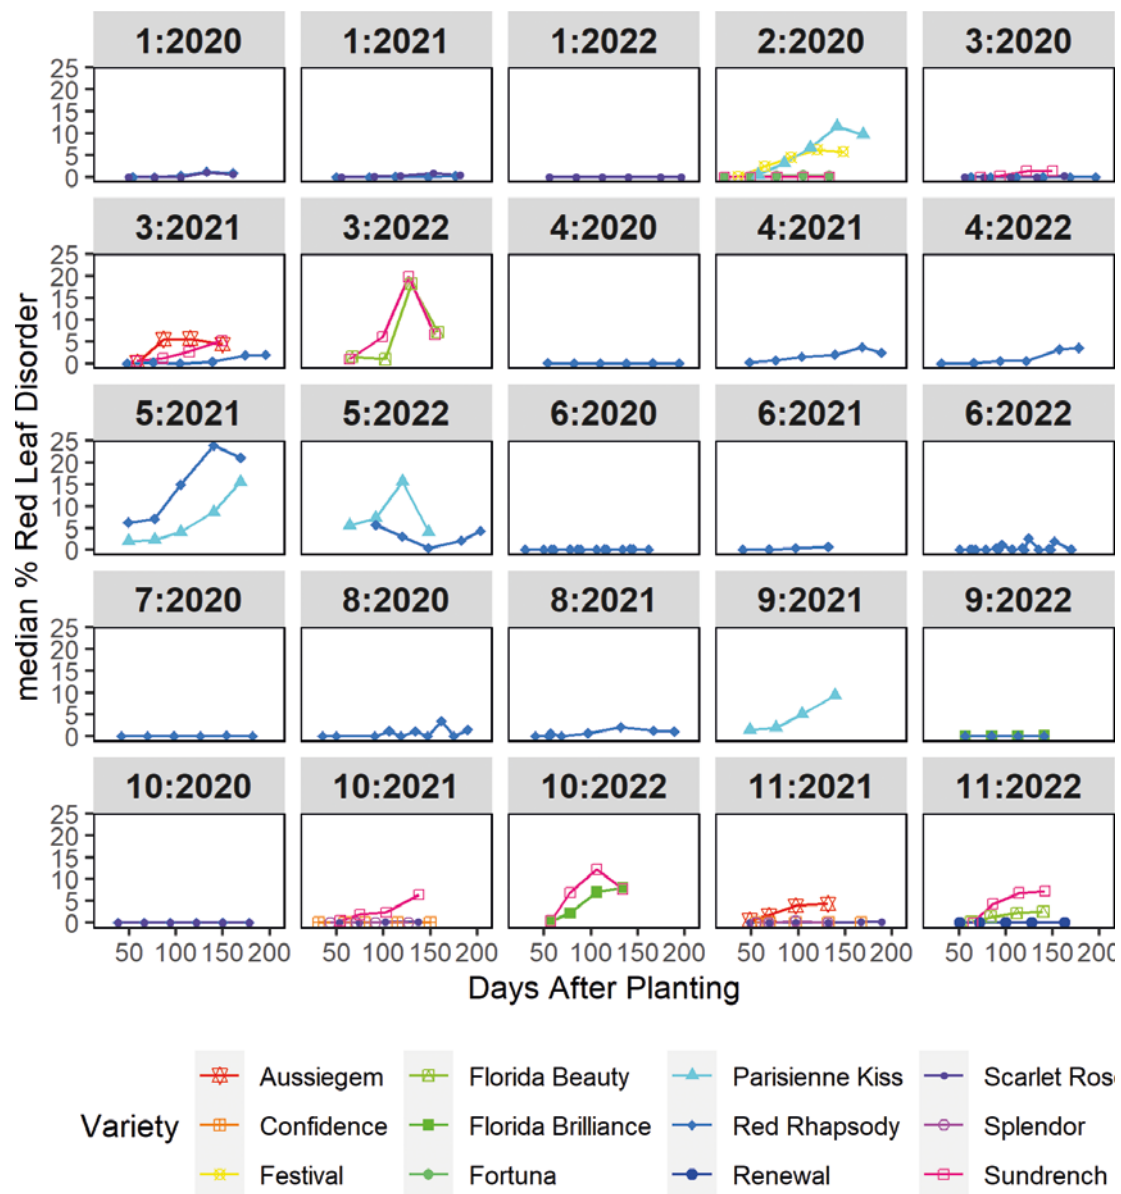 1:2020 1:2021 1:2022 2:2020 3:2020
25
20
15
10
5
0
3:2021 3:2022 4:2020 4:2021 4:2022
25
20
15
10
5
0
5:2021 5:2022 6:2020 6:2021 6:2022
25
20
15
10
5
0
7:2020 8:2020 8:2021 9:2021 9:2022
25
20
15
10
5
0
10:2020 10:2021 10:2022 11:2021 11:2022
25
20
15
10
5
0
median % Red Leaf Disorder
50 100 150 200 50 100 150 200 50 100 150 200 50 100 150 200 50 100 150 200
Days After Planting
Variety
Aussiegem Florida Beauty Parisienne Kiss Scarlet Ros
Confidence Florida Brilliance Red Rhapsody Splendor
Festival Fortuna Renewal Sundrench